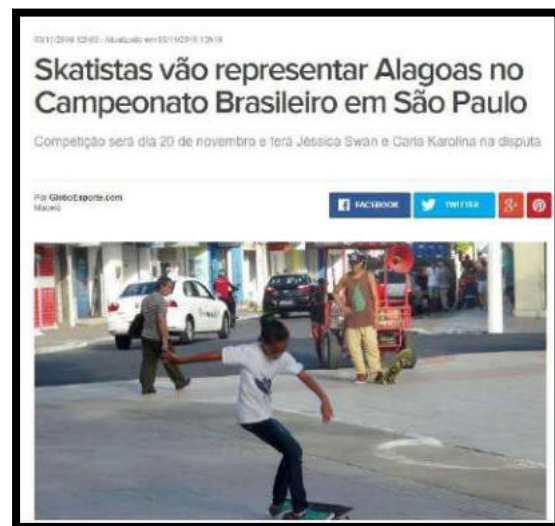 Skatistas vão representar Alagoas no
Campeonato Brasileiro em São Paulo
Competição será dia 20 de novembro e terá Jéssica Swan e Carla Karolina na disputa
Por GloboEsporte.com
Maceió
FACEBOOK
TWITTER